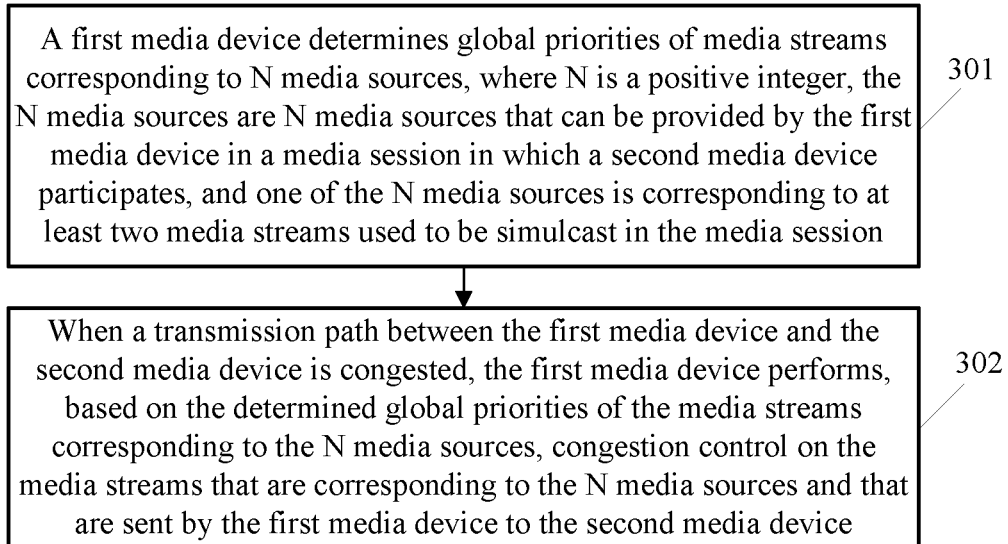 A first media device determines global priorities of media streams
corresponding to N media sources, where N is a positive integer, the
N media sources are N media sources that can be provided by the first
media device in a media session in which a second media device
participates, and one of the N media sources is corresponding to at
least two media streams used to be simulcast in the media session
301
When a transmission path between the first media device and the
second media device is congested, the first media device performs,
based on the determined global priorities of the media streams
corresponding to the N media sources, congestion control on the
media streams that are corresponding to the N media sources and that
are sent by the first media device to the second media device
302